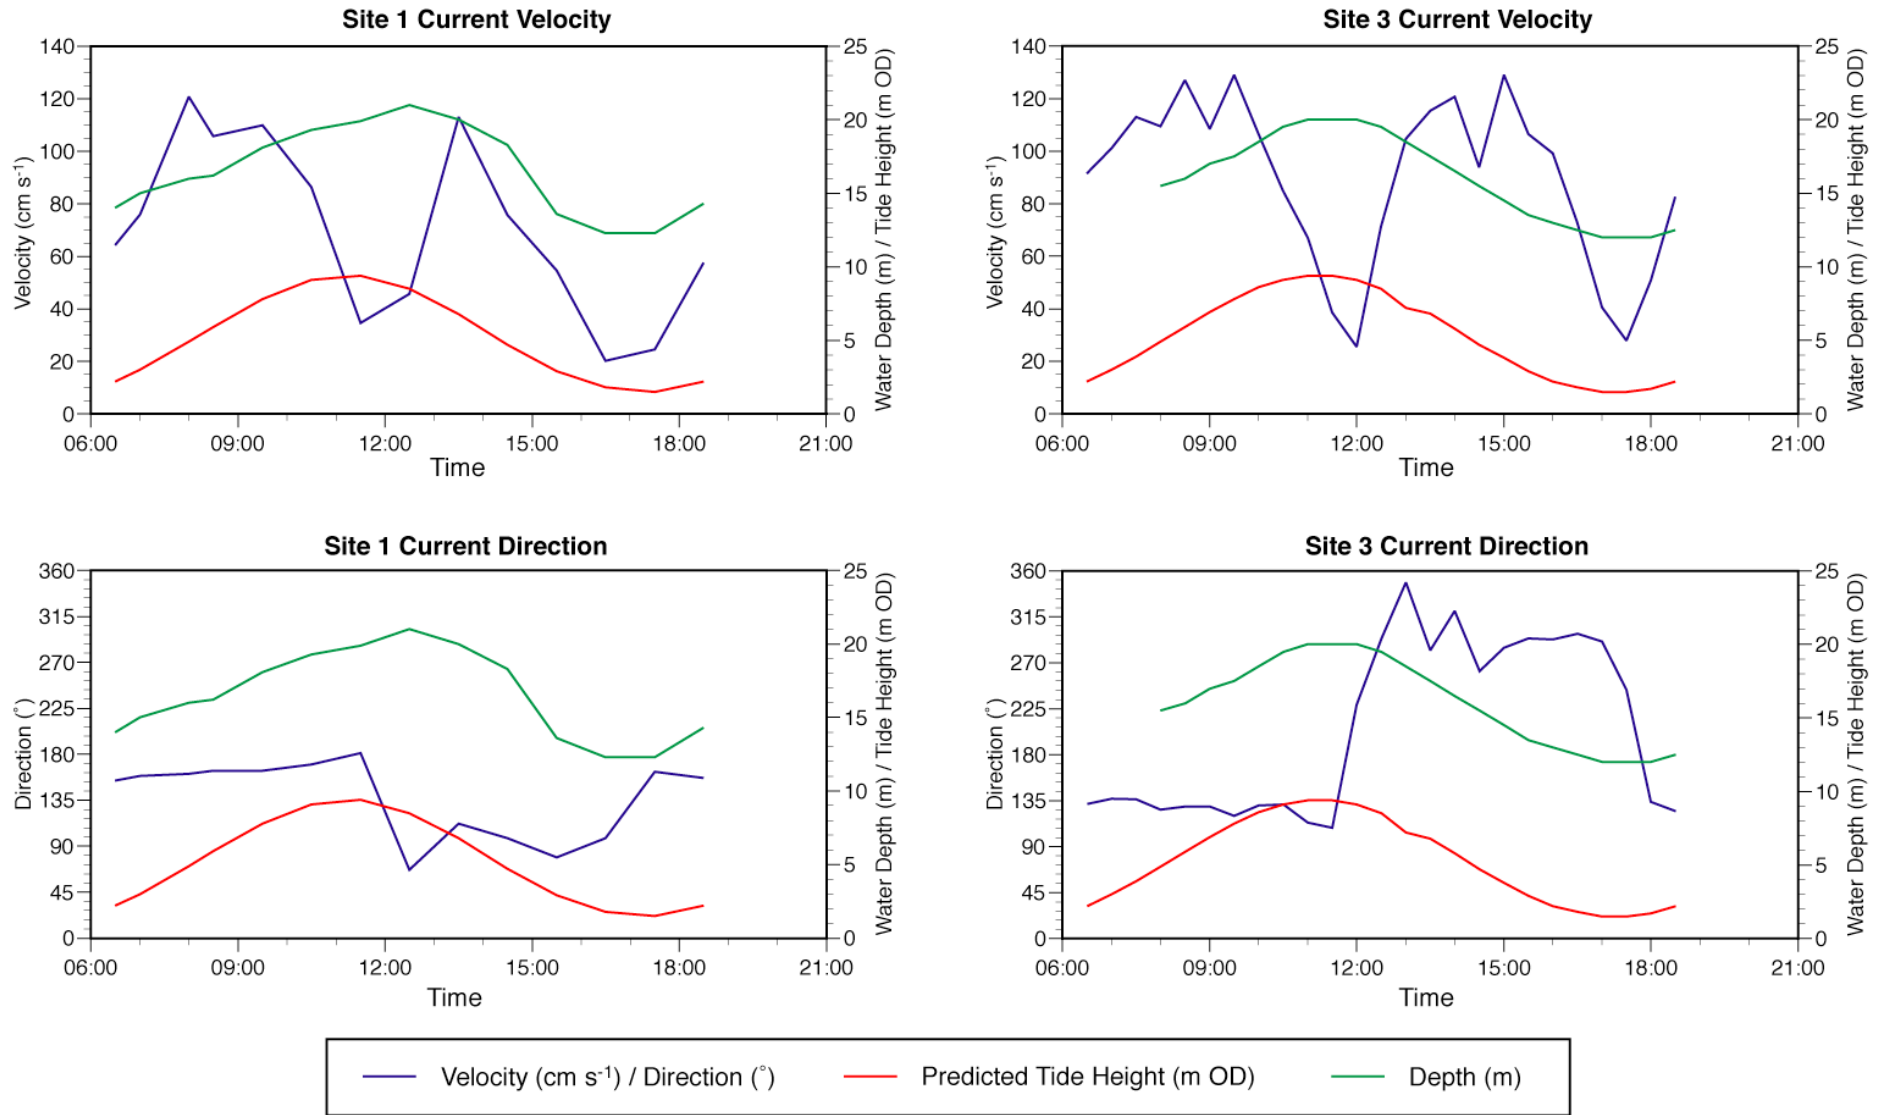 Site 1 Current Velocity
140
120
100
80
60
40
20
0
Velocity (cm s-1)
25
20
15
10
5
0
Water Depth (m) / Tide Height (m OD)
06:00 09:00 12:00 15:00 18:00 21:00
Time
Site 3 Current Velocity
140
120
100
80
60
40
20
0
Velocity (cm s-1)
25
20
15
10
5
0
Water Depth (m) / Tide Height (m OD)
06:00 09:00 12:00 15:00 18:00 21:00
Time
Site 1 Current Direction
360
315
270
225
180
135
90
45
0
Direction (°)
25
20
15
10
5
0
Water Depth (m) / Tide Height (m OD)
06:00 09:00 12:00 15:00 18:00 21:00
Time
Site 3 Current Direction
360
315
270
225
180
135
90
45
0
Direction (°)
25
20
15
10
5
0
Water Depth (m) / Tide Height (m OD)
06:00 09:00 12:00 15:00 18:00 21:00
Time
Velocity (cm s-1) / Direction (°) Predicted Tide Height (m OD) Depth (m)